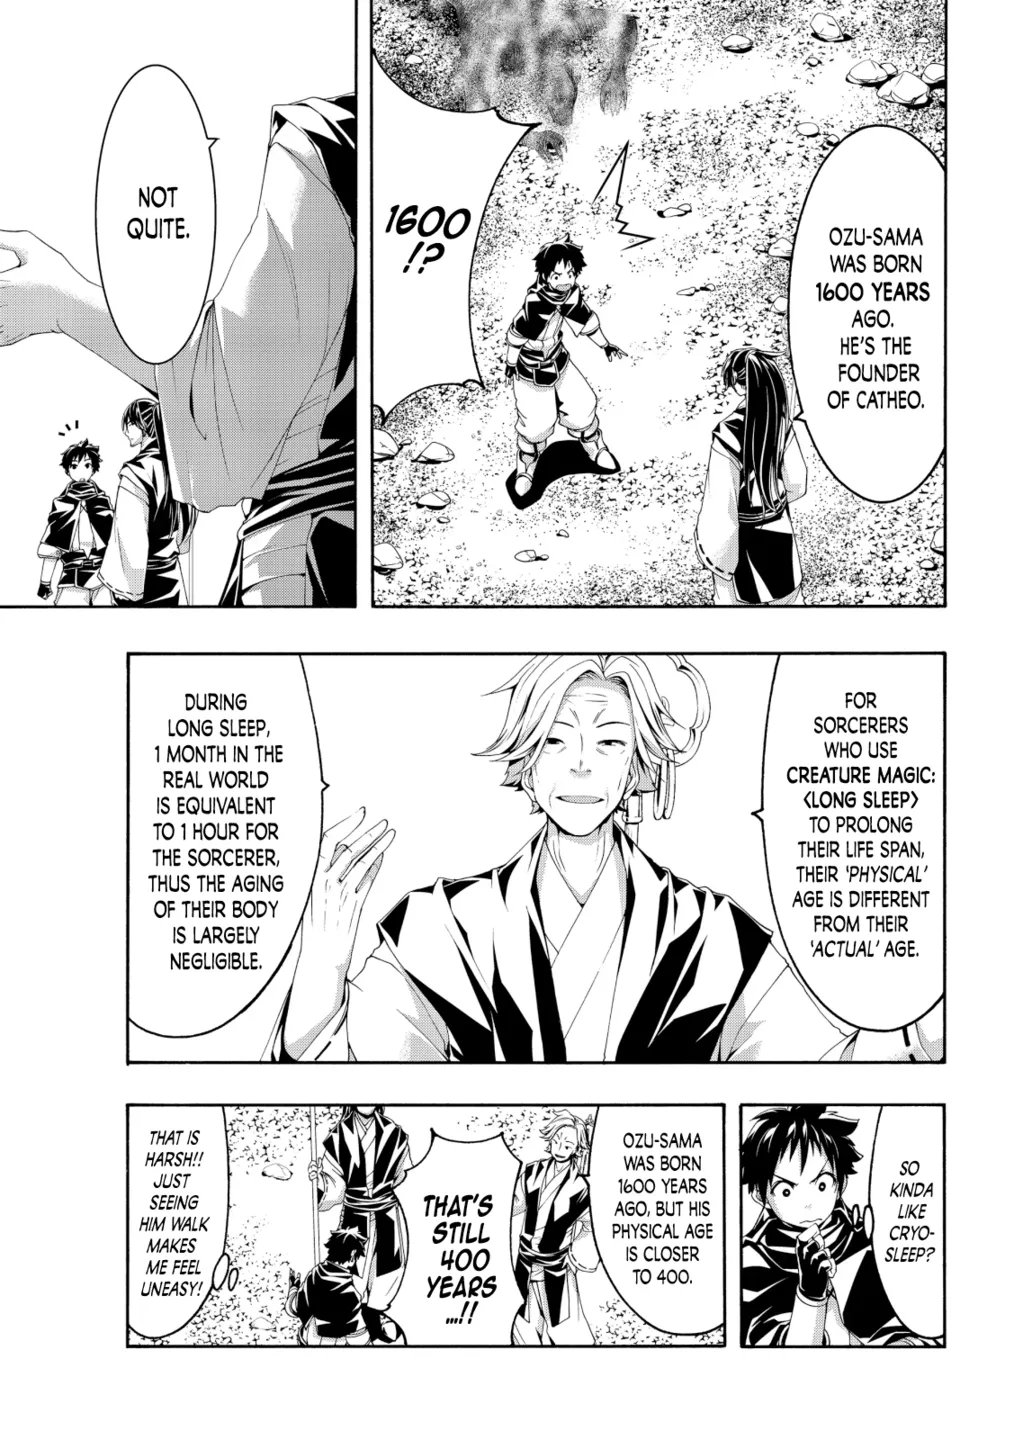 OZU-SAMA
WAS BORN
1600 YEARS
AGO.
HE'S THE
FOUNDER
OF CATHEO.
1600
!?
NOT
QUITE.
FOR
SORCERERS
WHO USE
CREATURE MAGIC:
<LONG SLEEP>
TO PROLONG
THEIR LIFE SPAN,
THEIR 'PHYSICAL'
AGE IS DIFFERENT
FROM THEIR
'ACTUAL' AGE.
DURING
LONG SLEEP,
1 MONTH IN THE
REAL WORLD
IS EQUIVALENT
TO 1 HOUR FOR
THE SORCERER,
THUS THE AGING
OF THEIR BODY
IS LARGELY
NEGLIGIBLE.
SO
KINDA
LIKE
CRYO-
SLEEP?
OZU-SAMA
WAS BORN
1600 YEARS
AGO, BUT HIS
PHYSICAL AGE
IS CLOSER
TO 400.
THAT'S
STILL
400
YEARS
...!!
THAT IS
HARSH!!
JUST
SEEING
HIM WALK
MAKES
ME FEEL
UNEASY!